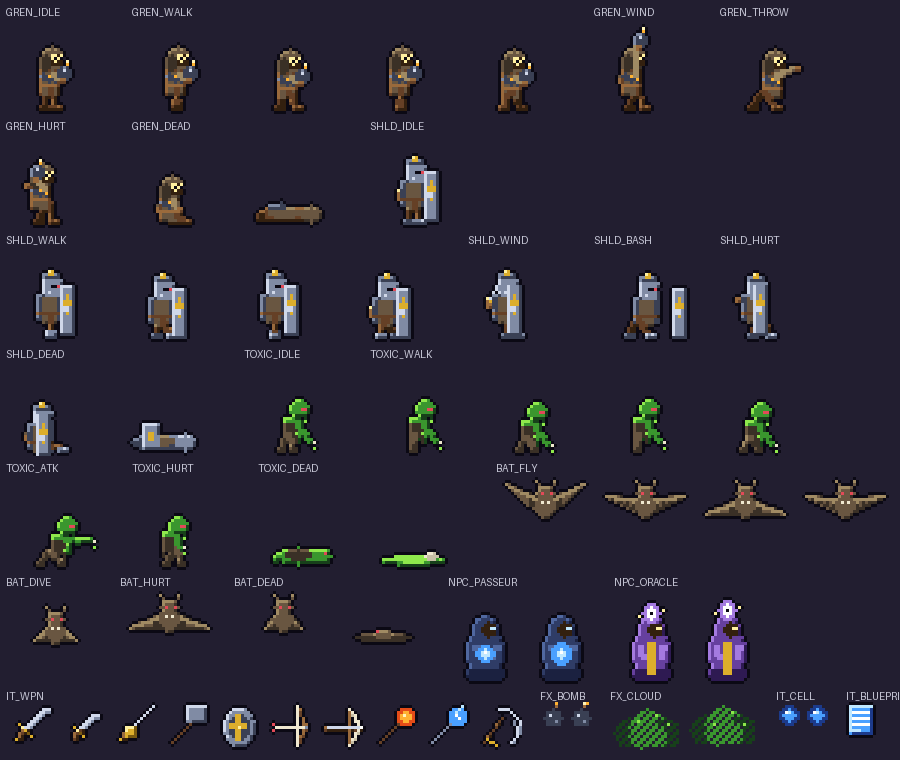 GREN_IDLE GREN_WALK GREN_WIND GREN_THROW
GREN_HURT GREN_DEAD SHLD_IDLE
SHLD_WALK SHLD_WIND SHLD_BASH SHLD_HURT
SHLD_DEAD TOXIC_IDLE TOXIC_WALK
TOXIC_ATK TOXIC_HURT TOXIC_DEAD BAT_FLY
BAT_DIVE BAT_HURT BAT_DEAD NPC_PASSEUR NPC_ORACLE
IT_WPN FX_BOMB FX_CLOUD IT_CELL IT_BLUEPRI